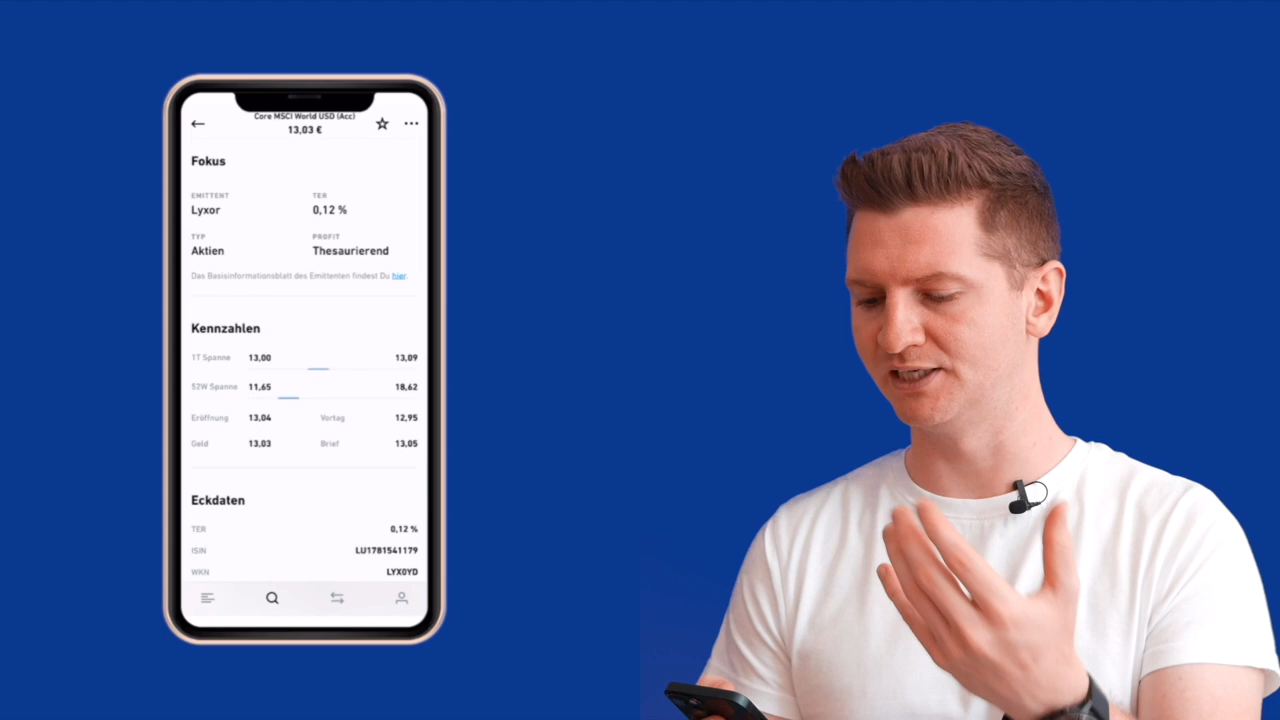 Core MSCI World USD (Acc)
13,03 €
Fokus
EMITTENT TER
Lyxor 0,12 %
TYP PROFIT
Aktien Thesaurierend
Das Basisinformationsblatt des Emittenten findest Du hier.
Kennzahlen
1T Spanne 13,00 13,09
52W Spanne 11,65 18,62
Eröffnung 13,04 Vortag 12,95
Geld 13,03 Brief 13,05
Eckdaten
TER 0,12 %
ISIN LU1781541179
WKN LYX0YD